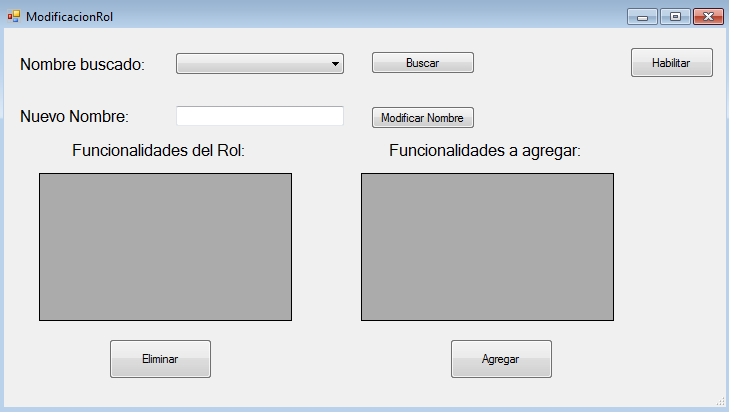 ModificacionRol
Nombre buscado: Buscar Habilitar
Nuevo Nombre: Modificar Nombre
Funcionalidades del Rol: Funcionalidades a agregar:
Eliminar Agregar